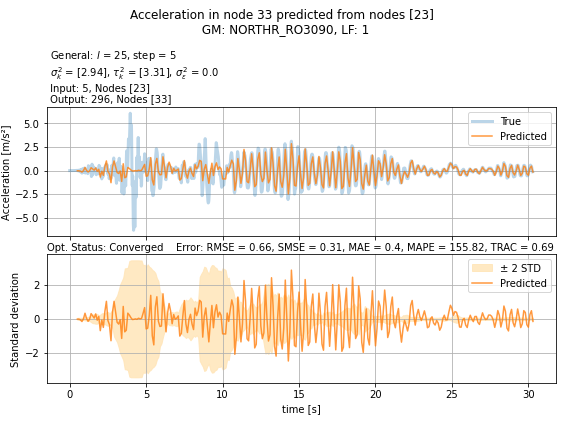 Acceleration in node 33 predicted from nodes [23]
GM: NORTHR_RO3090, LF: 1
General: l = 25, step = 5
σ²ₖ = [2.94], τ²ₖ = [3.31], σ²ε = 0.0
Input: 5, Nodes [23]
Output: 296, Nodes [33]
Acceleration [m/s²]
5.0
2.5
0.0
−2.5
−5.0
True
Predicted
Opt. Status: Converged Error: RMSE = 0.66, SMSE = 0.31, MAE = 0.4, MAPE = 155.82, TRAC = 0.69
Standard deviation
2
0
−2
± 2 STD
Predicted
0 5 10 15 20 25 30
time [s]